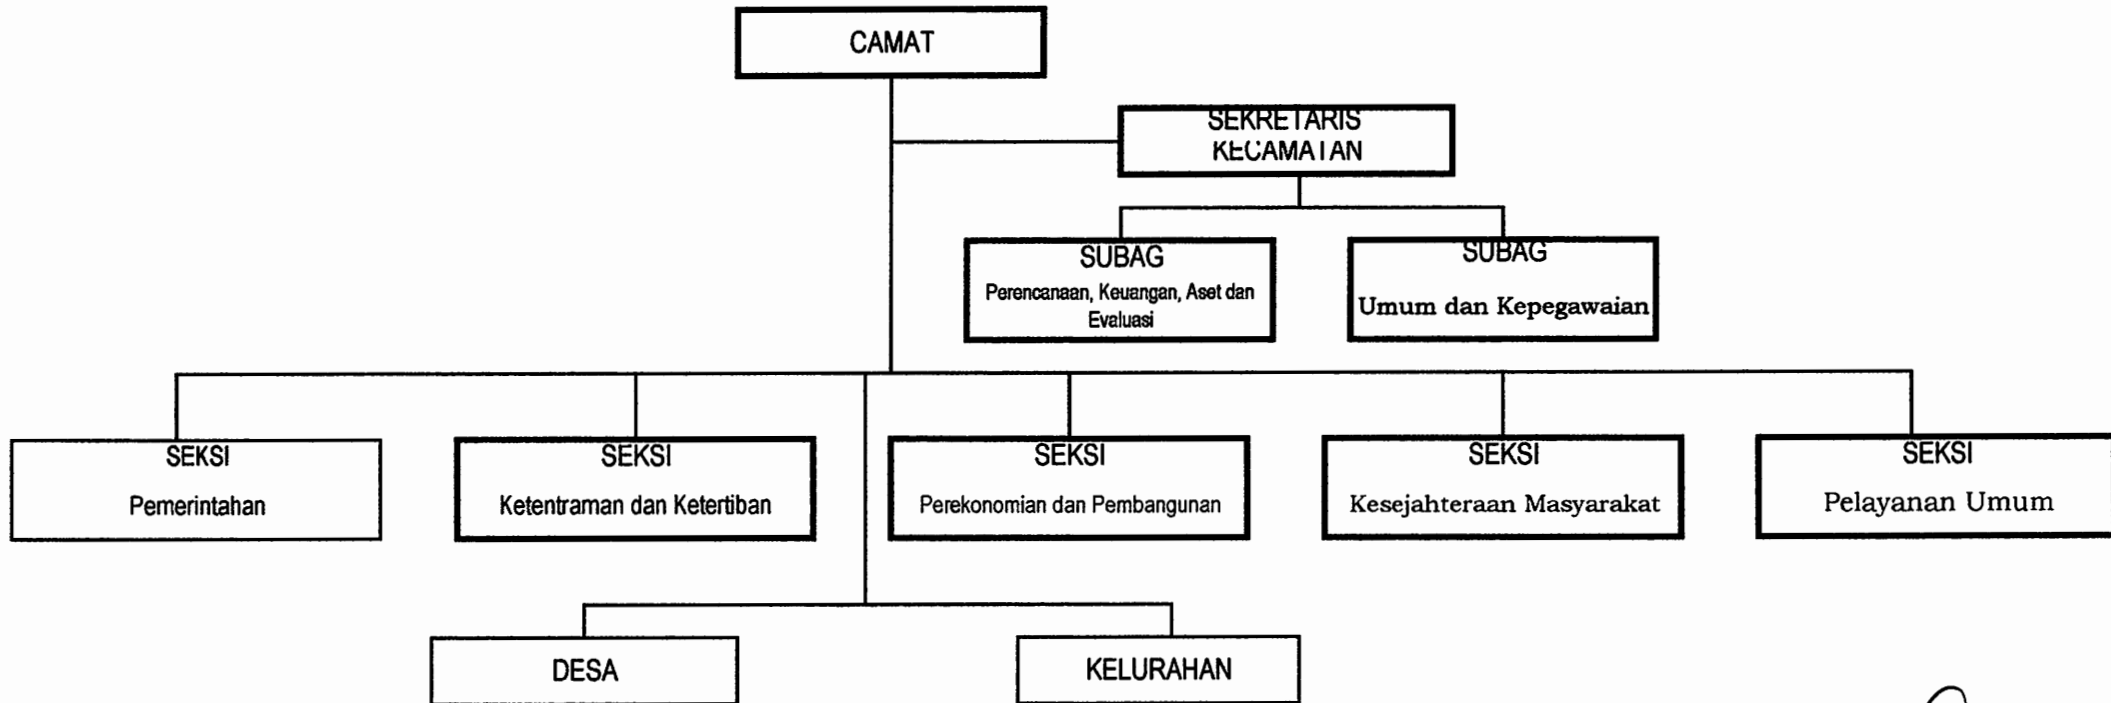 CAMAT
SEKRETARIS
KECAMATAN
SUBAG
Perencanaan, Keuangan, Aset dan
Evaluasi
SUBAG
Umum dan Kepegawaian
SEKSI
Pemerintahan
SEKSI
Ketentraman dan Ketertiban
SEKSI
Perekonomian dan Pembangunan
SEKSI
Kesejahteraan Masyarakat
SEKSI
Pelayanan Umum
DESA
KELURAHAN